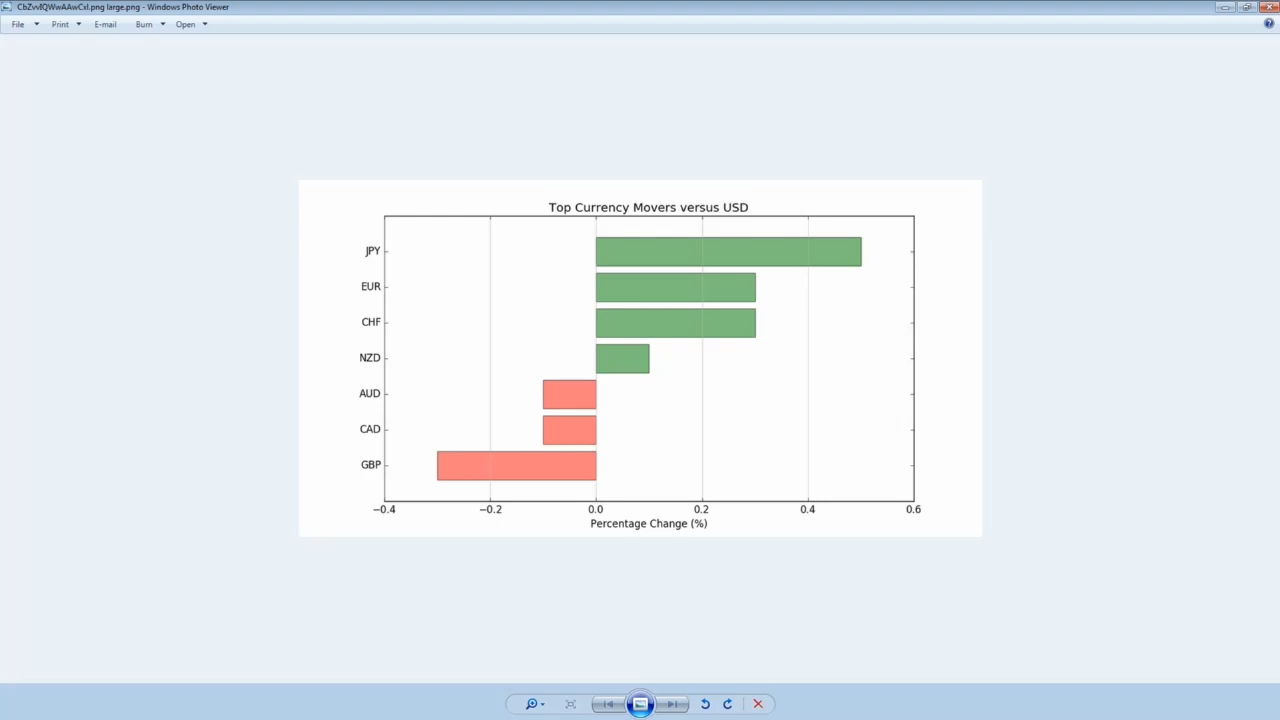 CbZvvIQWwAAwCxI.png large.png - Windows Photo Viewer
File Print E-mail Burn Open
Top Currency Movers versus USD
JPY
EUR
CHF
NZD
AUD
CAD
GBP
−0.4 −0.2 0.0 0.2 0.4 0.6
Percentage Change (%)